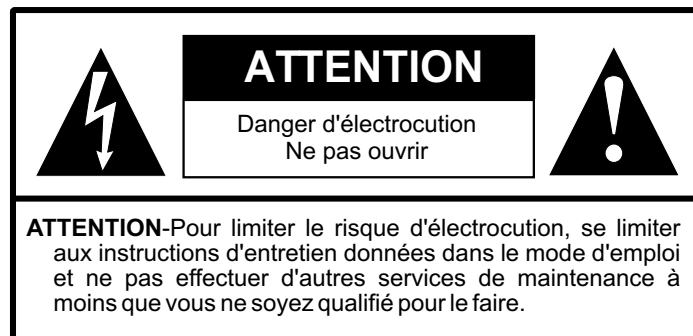 ATTENTION
Danger d'électrocution
Ne pas ouvrir
ATTENTION-Pour limiter le risque d'électrocution, se limiter
aux instructions d'entretien données dans le mode d'emploi
et ne pas effectuer d'autres services de maintenance à
moins que vous ne soyez qualifié pour le faire.